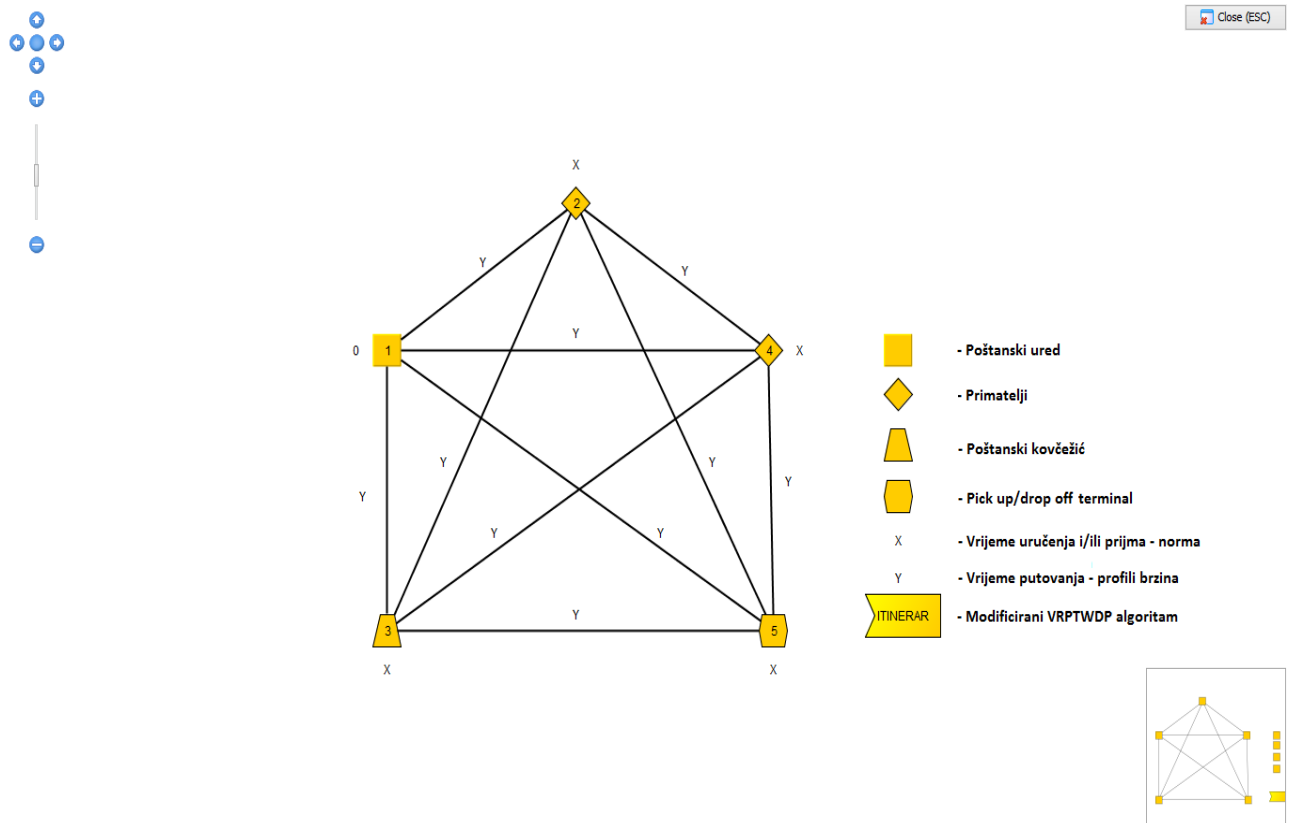 Close (ESC)
X
2
Y
Y
Y
0
1
4
X
- Poštanski ured
- Primatelji
- Poštanski kovčežić
Y
Y
Y
Y
- Pick up/drop off terminal
Y
Y
X
- Vrijeme uručenja i/ili prijma - norma
Y
- Vrijeme putovanja - profili brzina
Y
ITINERAR
- Modificirani VRPTWDP algoritam
3
5
X
X